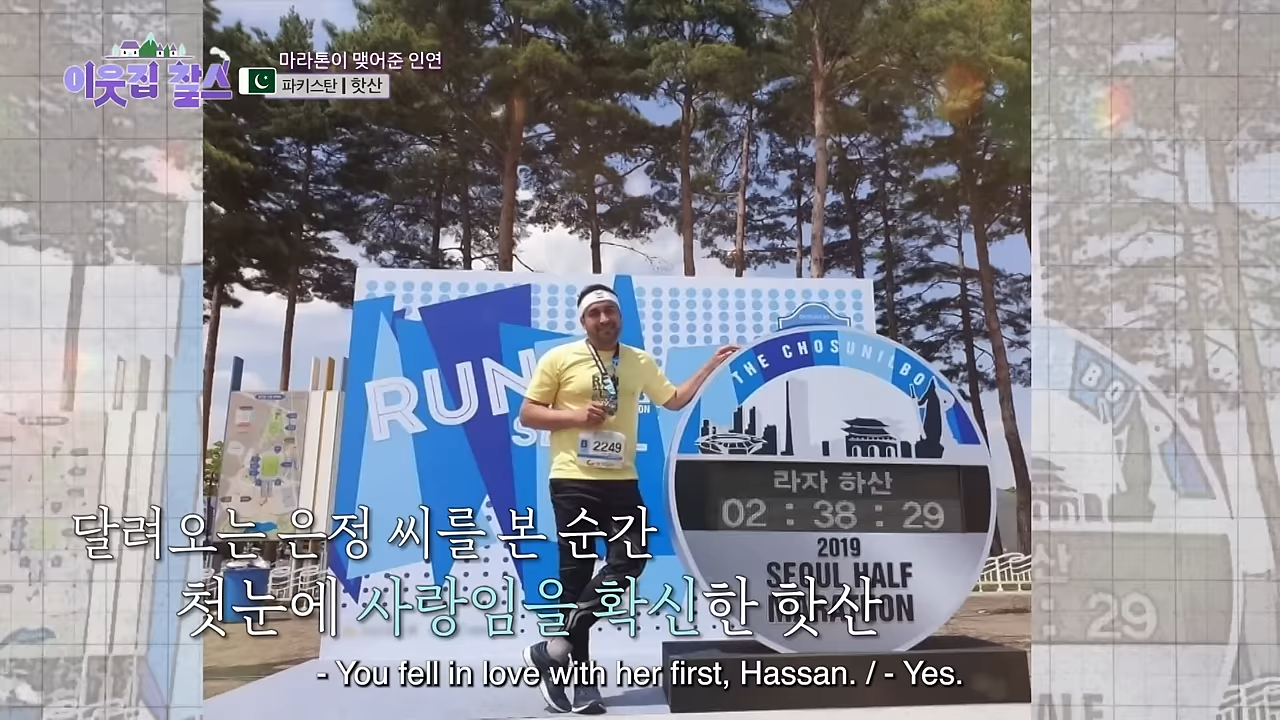 이웃집 찰스
마라톤이 맺어준 인연
파키스탄 | 핫산
RUN
THE CHOSUNILBO
2249
라자 하산
02 : 38 : 29
2019
SEOUL HALF
MARATHON
달려오는 은정 씨를 본 순간
첫눈에 사랑임을 확신한 핫산
- You fell in love with her first, Hassan. / - Yes.